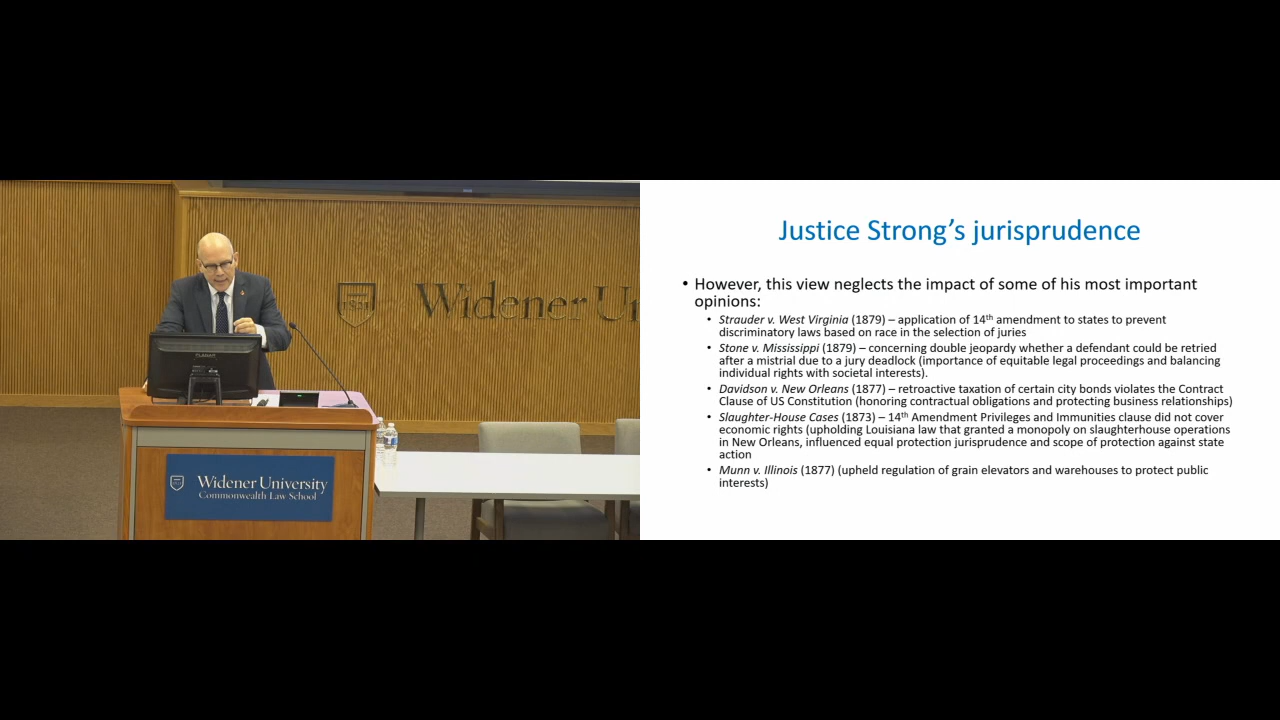 Widener Un
1821
Widener University
Commonwealth Law School
Justice Strong's jurisprudence
• However, this view neglects the impact of some of his most important
opinions:
• Strauder v. West Virginia (1879) – application of 14th amendment to states to prevent
discriminatory laws based on race in the selection of juries
• Stone v. Mississippi (1879) – concerning double jeopardy whether a defendant could be retried
after a mistrial due to a jury deadlock (importance of equitable legal proceedings and balancing
individual rights with societal interests).
• Davidson v. New Orleans (1877) – retroactive taxation of certain city bonds violates the Contract
Clause of US Constitution (honoring contractual obligations and protecting business relationships)
• Slaughter-House Cases (1873) – 14th Amendment Privileges and Immunities clause did not cover
economic rights (upholding Louisiana law that granted a monopoly on slaughterhouse operations
in New Orleans, influenced equal protection jurisprudence and scope of protection against state
action
• Munn v. Illinois (1877) (upheld regulation of grain elevators and warehouses to protect public
interests)